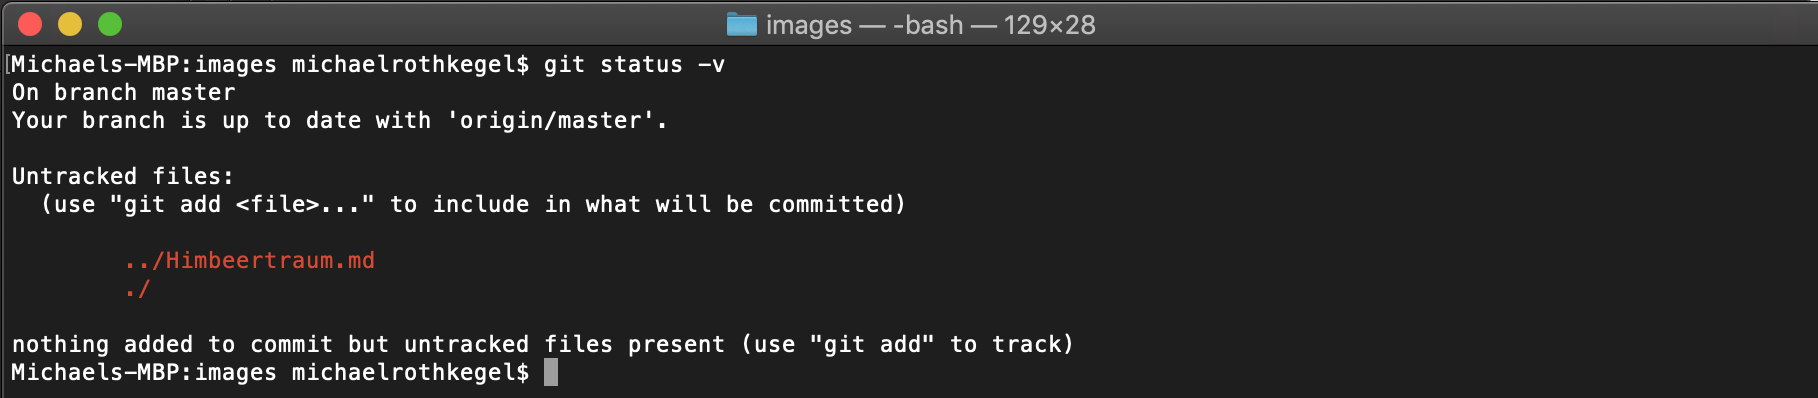 images — -bash — 129×28
[Michaels-MBP:images michaelrothkegel$ git status -v
On branch master
Your branch is up to date with 'origin/master'.
Untracked files:
(use "git add <file>..." to include in what will be committed)
../Himbeertraum.md
./
nothing added to commit but untracked files present (use "git add" to track)
Michaels-MBP:images michaelrothkegel$